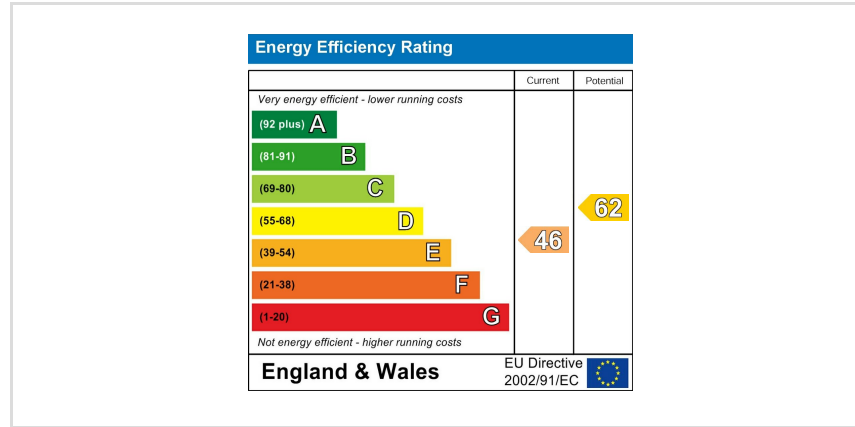 Energy Efficiency Rating
Current Potential
Very energy efficient - lower running costs
(92 plus) A
(81-91) B
(69-80) C
(55-68) D
(39-54) E
(21-38) F
(1-20) G
46
62
Not energy efficient - higher running costs
England & Wales
EU Directive
2002/91/EC